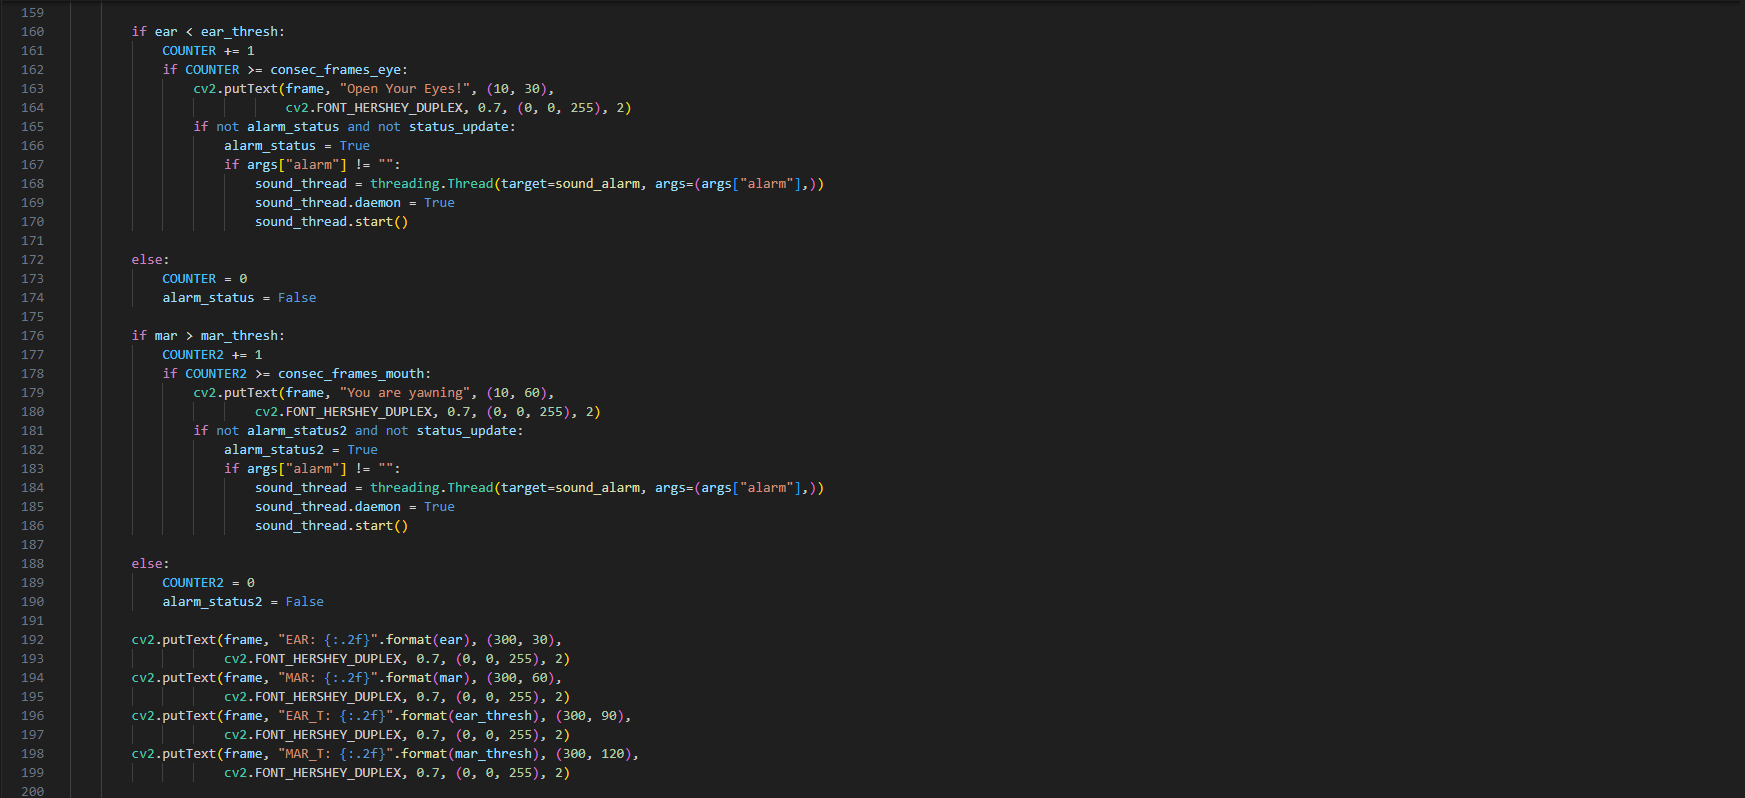 159
160 if ear < ear_thresh:
161 COUNTER += 1
162 if COUNTER >= consec_frames_eye:
163 cv2.putText(frame, "Open Your Eyes!", (10, 30),
164 cv2.FONT_HERSHEY_DUPLEX, 0.7, (0, 0, 255), 2)
165 if not alarm_status and not status_update:
166 alarm_status = True
167 if args["alarm"] != "":
168 sound_thread = threading.Thread(target=sound_alarm, args=(args["alarm"],))
169 sound_thread.daemon = True
170 sound_thread.start()
171
172 else:
173 COUNTER = 0
174 alarm_status = False
175
176 if mar > mar_thresh:
177 COUNTER2 += 1
178 if COUNTER2 >= consec_frames_mouth:
179 cv2.putText(frame, "You are yawning", (10, 60),
180 cv2.FONT_HERSHEY_DUPLEX, 0.7, (0, 0, 255), 2)
181 if not alarm_status2 and not status_update:
182 alarm_status2 = True
183 if args["alarm"] != "":
184 sound_thread = threading.Thread(target=sound_alarm, args=(args["alarm"],))
185 sound_thread.daemon = True
186 sound_thread.start()
187
188 else:
189 COUNTER2 = 0
190 alarm_status2 = False
191
192 cv2.putText(frame, "EAR: {:.2f}".format(ear), (300, 30),
193 cv2.FONT_HERSHEY_DUPLEX, 0.7, (0, 0, 255), 2)
194 cv2.putText(frame, "MAR: {:.2f}".format(mar), (300, 60),
195 cv2.FONT_HERSHEY_DUPLEX, 0.7, (0, 0, 255), 2)
196 cv2.putText(frame, "EAR_T: {:.2f}".format(ear_thresh), (300, 90),
197 cv2.FONT_HERSHEY_DUPLEX, 0.7, (0, 0, 255), 2)
198 cv2.putText(frame, "MAR_T: {:.2f}".format(mar_thresh), (300, 120),
199 cv2.FONT_HERSHEY_DUPLEX, 0.7, (0, 0, 255), 2)
200